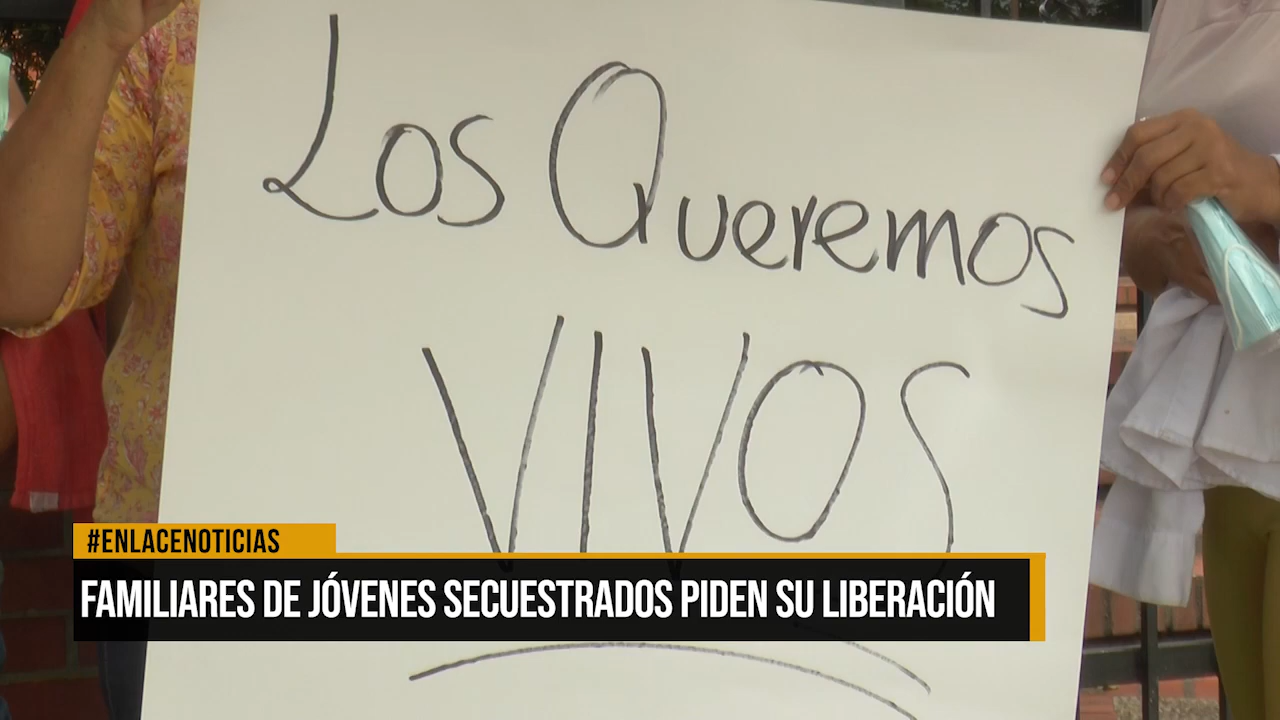 Los Queremos
VIVOS
#ENLACENOTICIAS
FAMILIARES DE JÓVENES SECUESTRADOS PIDEN SU LIBERACIÓN